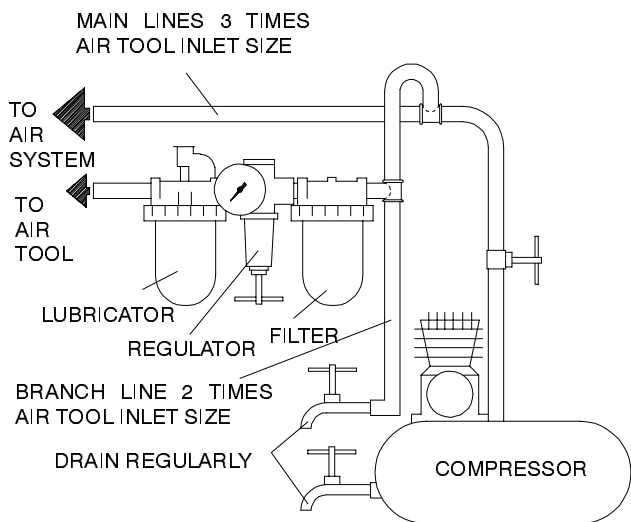 MAIN LINES 3 TIMES
AIR TOOL INLET SIZE
TO
AIR
SYSTEM
TO
AIR
TOOL
LUBRICATOR
REGULATOR
FILTER
BRANCH LINE 2 TIMES
AIR TOOL INLET SIZE
DRAIN REGULARLY
COMPRESSOR